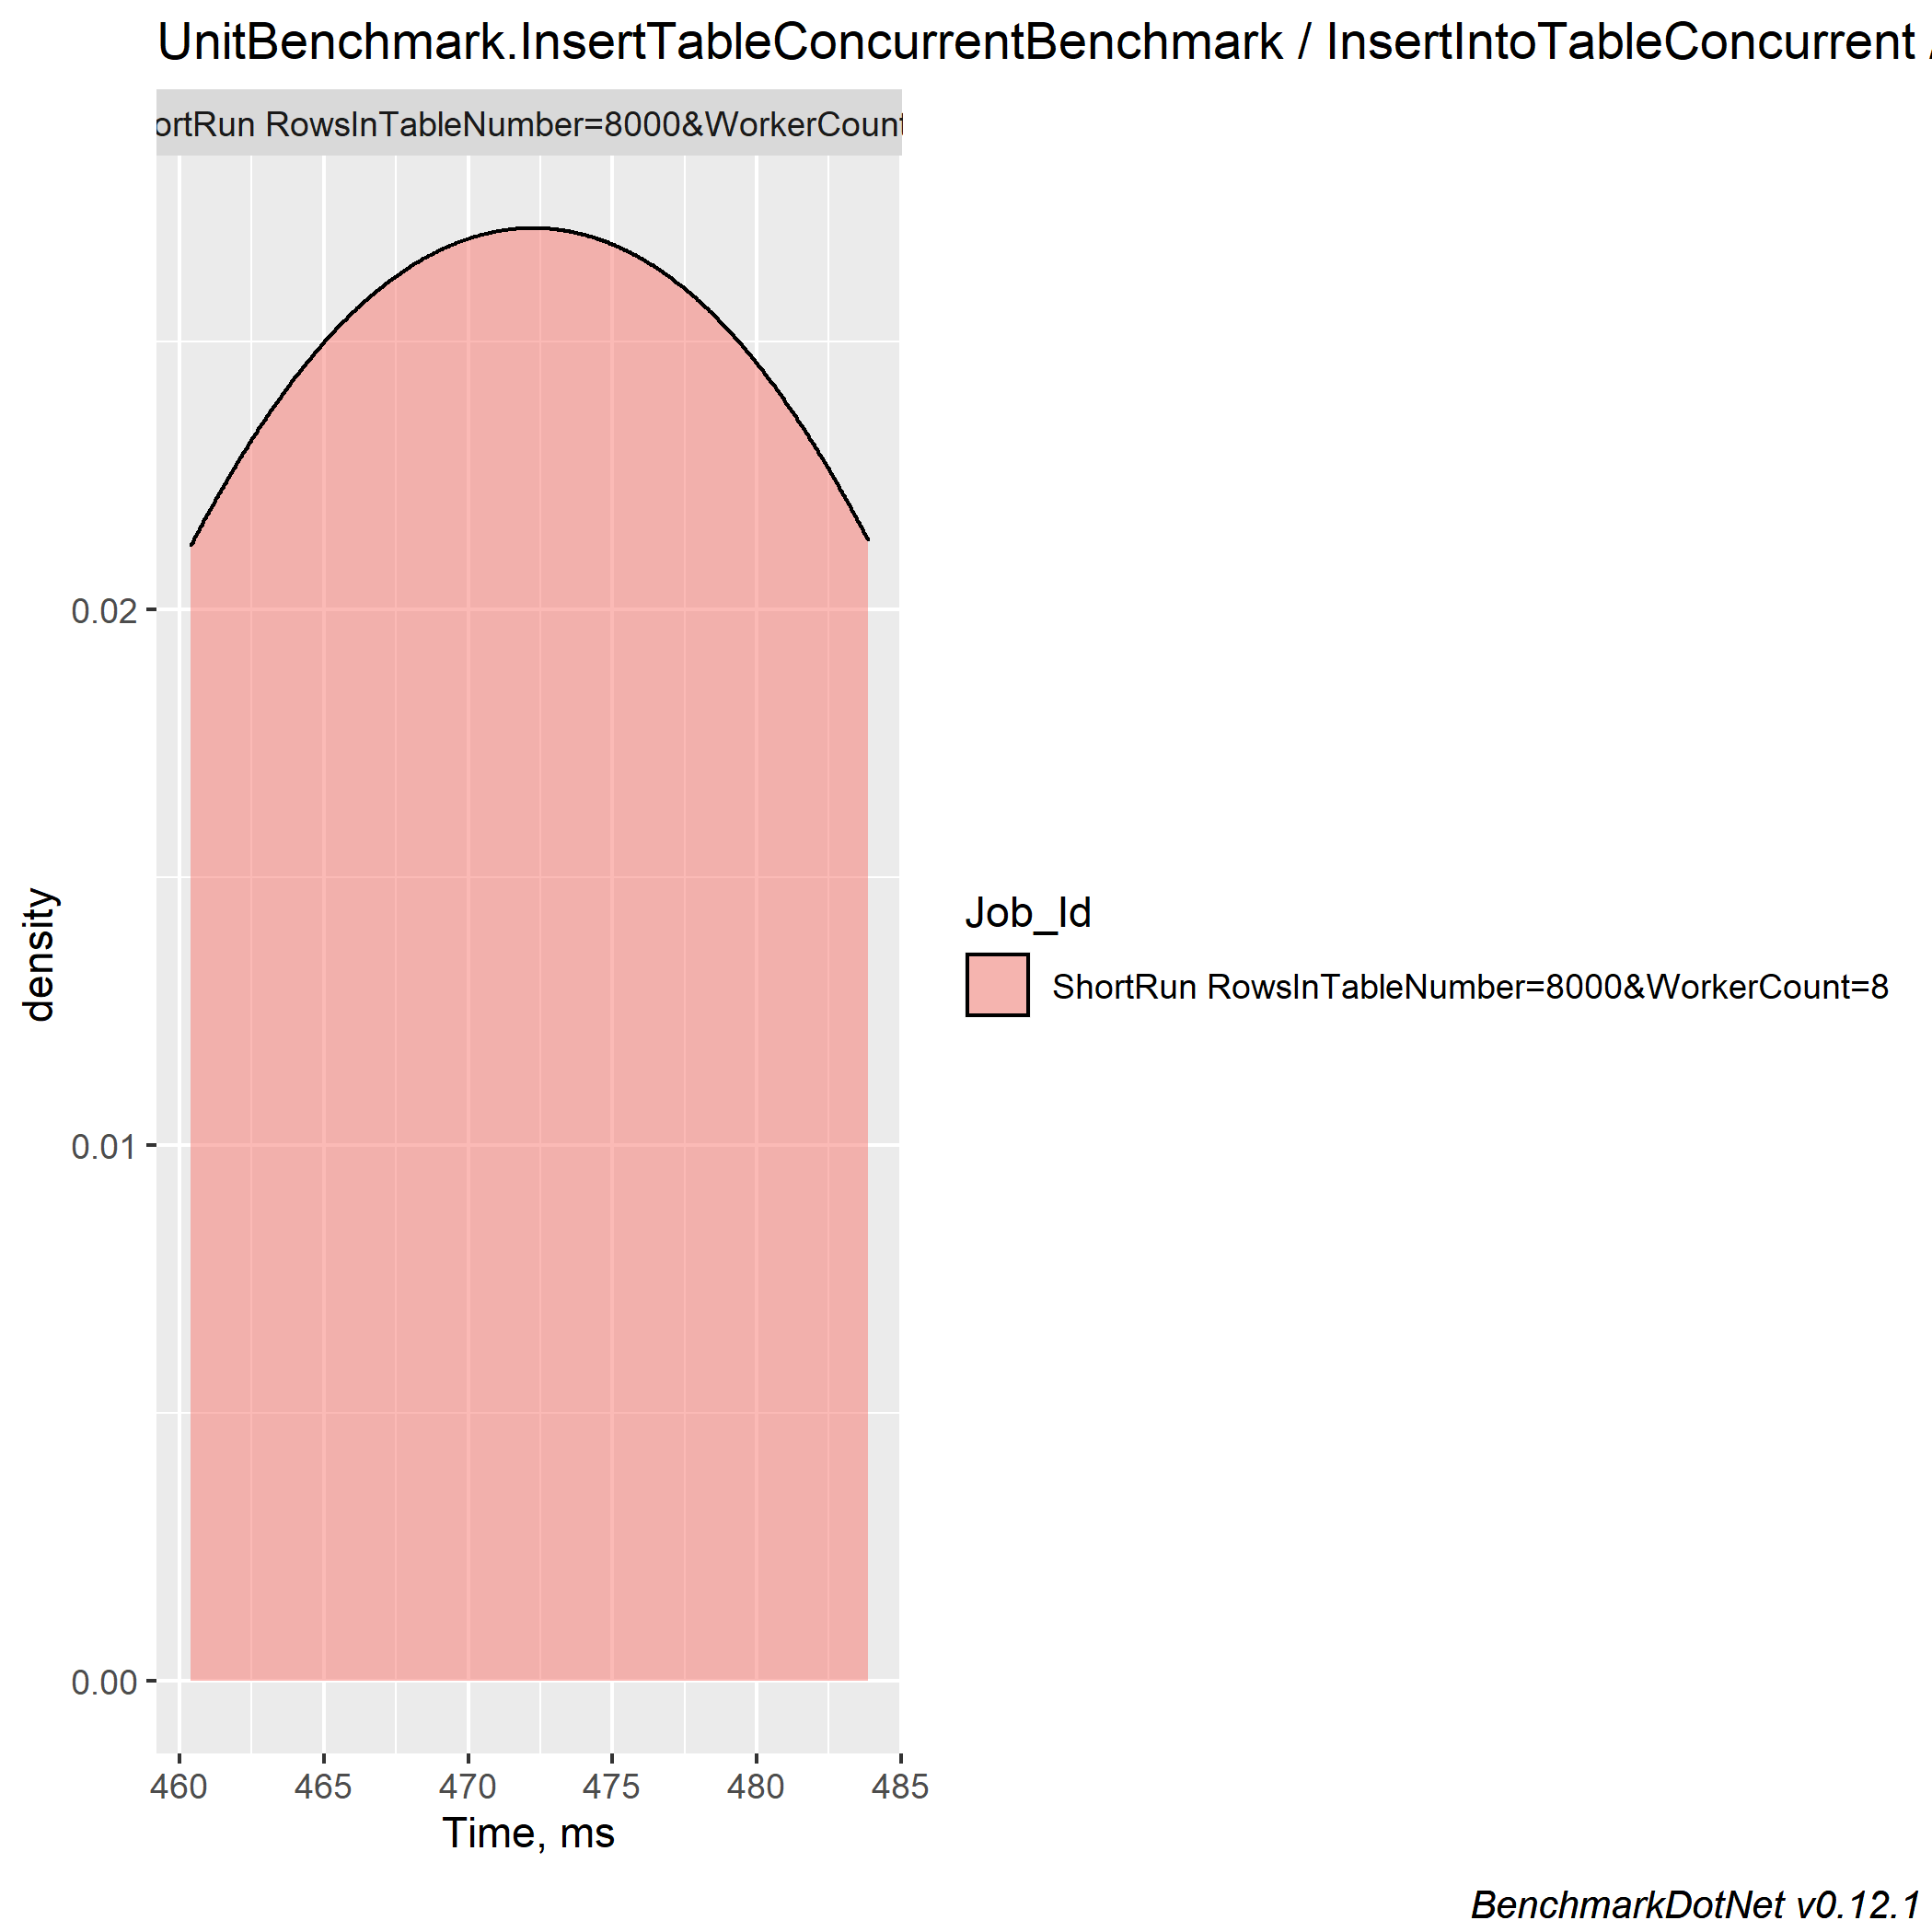 UnitBenchmark.InsertTableConcurrentBenchmark / InsertIntoTableConcurrent /
ortRun RowsInTableNumber=8000&WorkerCount
0.02
0.01
0.00
density
460 465 470 475 480 485
Time, ms
Job_Id
ShortRun RowsInTableNumber=8000&WorkerCount=8
BenchmarkDotNet v0.12.1